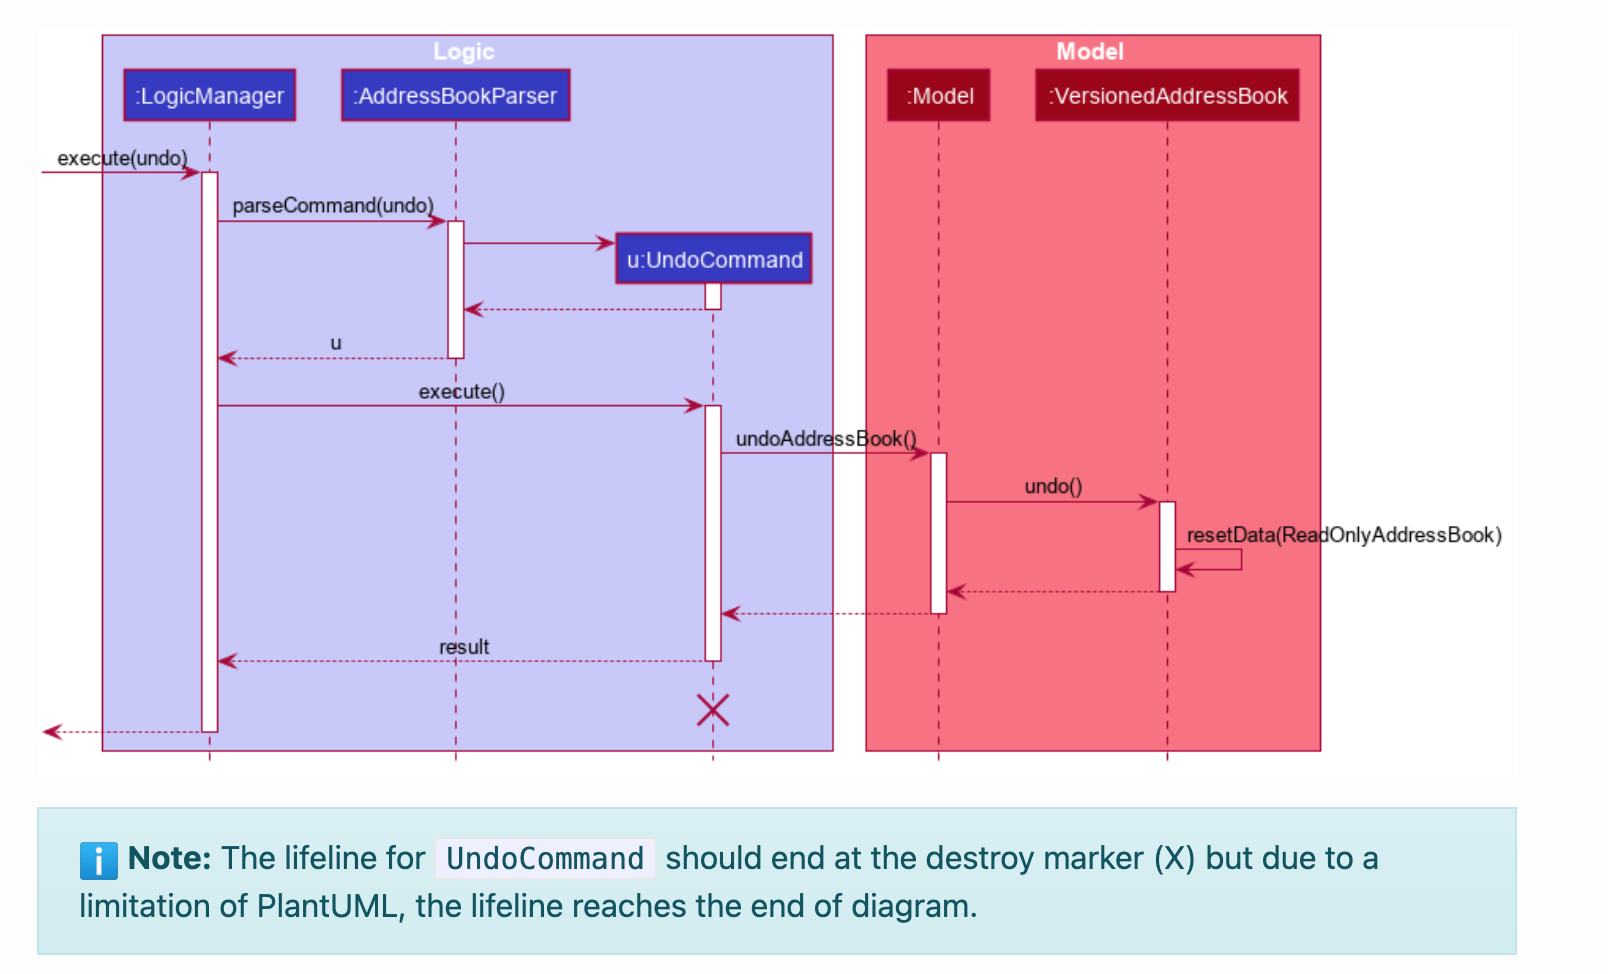 Logic
Model
:LogicManager
:AddressBookParser
:Model
:VersionedAddressBook
execute(undo)
parseCommand(undo)
u:UndoCommand
u
execute()
undoAddressBook()
undo()
resetData(ReadOnlyAddressBook)
result
Note: The lifeline for UndoCommand should end at the destroy marker (X) but due to a
limitation of PlantUML, the lifeline reaches the end of diagram.